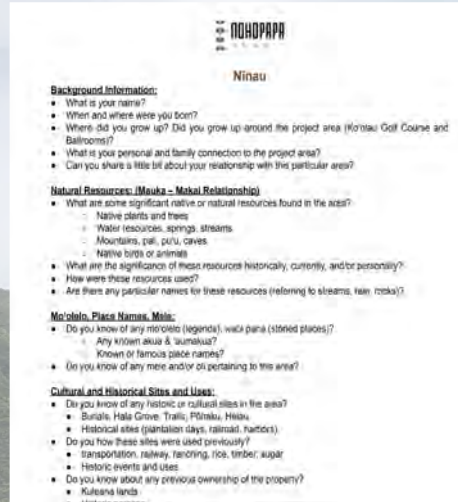 NOHOPAPA
Ninau
Background Information:
• What is your name?
• When and where were you born?
• Where did you grow up? Did you grow up around the project area (Ko'olau Golf Course and
Ballrooms)?
• What is your personal and family connection to the project area?
• Can you share a little bit about your relationship with this particular area?
Natural Resources: (Mauka – Makai Relationship)
• What are some significant native or natural resources found in the area?
Native plants and trees
Water resources, springs, streams
Mountains, pali, pu'u, caves
Native birds or animals
• What are the significance of these resources historically, currently, and/or personally?
• How were these resources used?
• Are there any particular names for these resources (referring to streams, rain, rocks)?
Mo'olelo, Place Names, Mele:
• Do you know of any mo'olelo (legends), wahi pana (storied places)?
Any known akua & 'aumakua?
Known or famous place names?
• Do you know of any mele and/or oli pertaining to this area?
Cultural and Historical Sites and Uses:
• Do you know of any historic or cultural sites in the area?
• Burials, Hala Grove, Trails, Pōhaku, Heiau
• Historical sites (plantation days, railroad, harbors)
• Do you how these sites were used previously?
• transportation, railway, ranching, rice, timber, sugar
• Historic events and uses
• Do you know about any previous ownership of the property?
• Kuleana lands